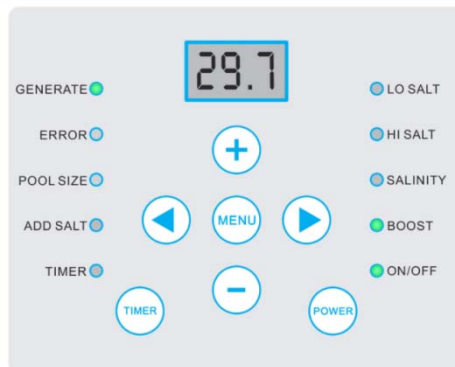 29.7
GENERATE
LO SALT
ERROR
HI SALT
POOL SIZE
MENU
SALINITY
ADD SALT
BOOST
TIMER
ON/OFF
TIMER
POWER